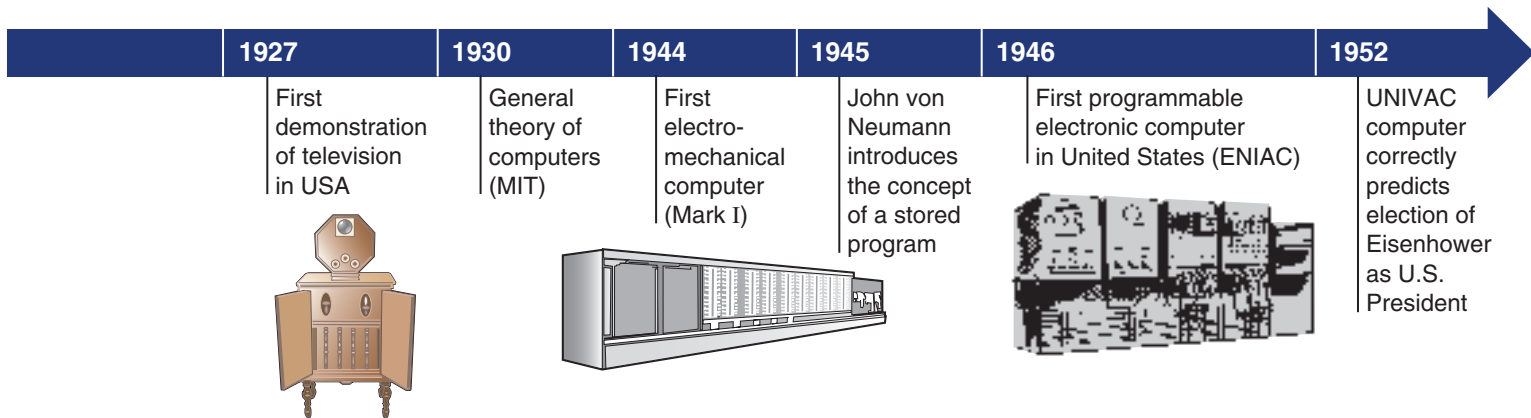 1927
First
demonstration
of television
in USA
1930
General
theory of
computers
(MIT)
1944
First
electro-
mechanical
computer
(Mark I)
1945
John von
Neumann
introduces
the concept
of a stored
program
1946
First programmable
electronic computer
in United States (ENIAC)
1952
UNIVAC
computer
correctly
predicts
election of
Eisenhower
as U.S.
President